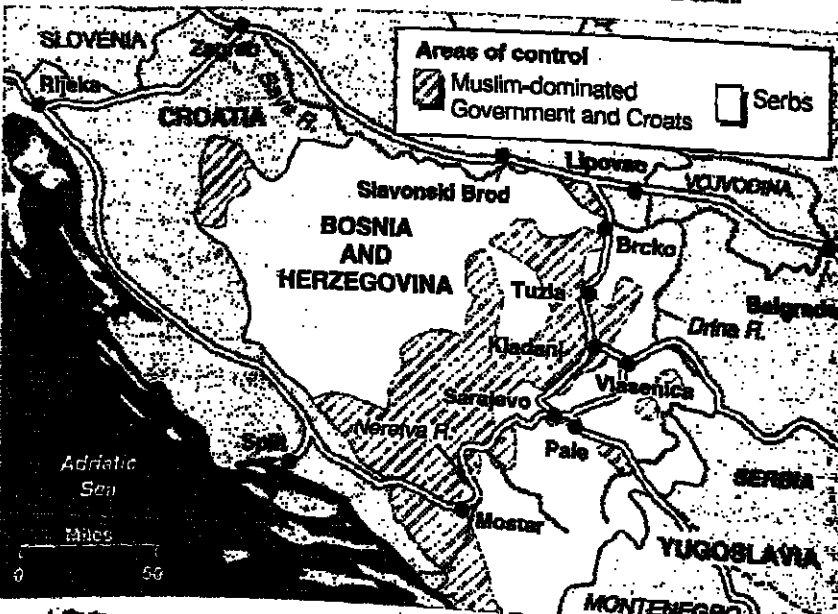 Areas of control
Muslim-dominated
Government and Croats
Serbs
SLOVENIA
Zagreb
Rijeka
Sava R.
CROATIA
Slavonski Brod
Lipovac
VOJVODINA
BOSNIA
AND
HERZEGOVINA
Brcko
Tuzla
Belgrade
Drina R.
Kladanj
Vlasenica
Sarajevo
Neretva R.
Split
Pale
Adriatic
Sea
SERBIA
Miles
0 50
Mostar
YUGOSLAVIA
MONTENEGRO